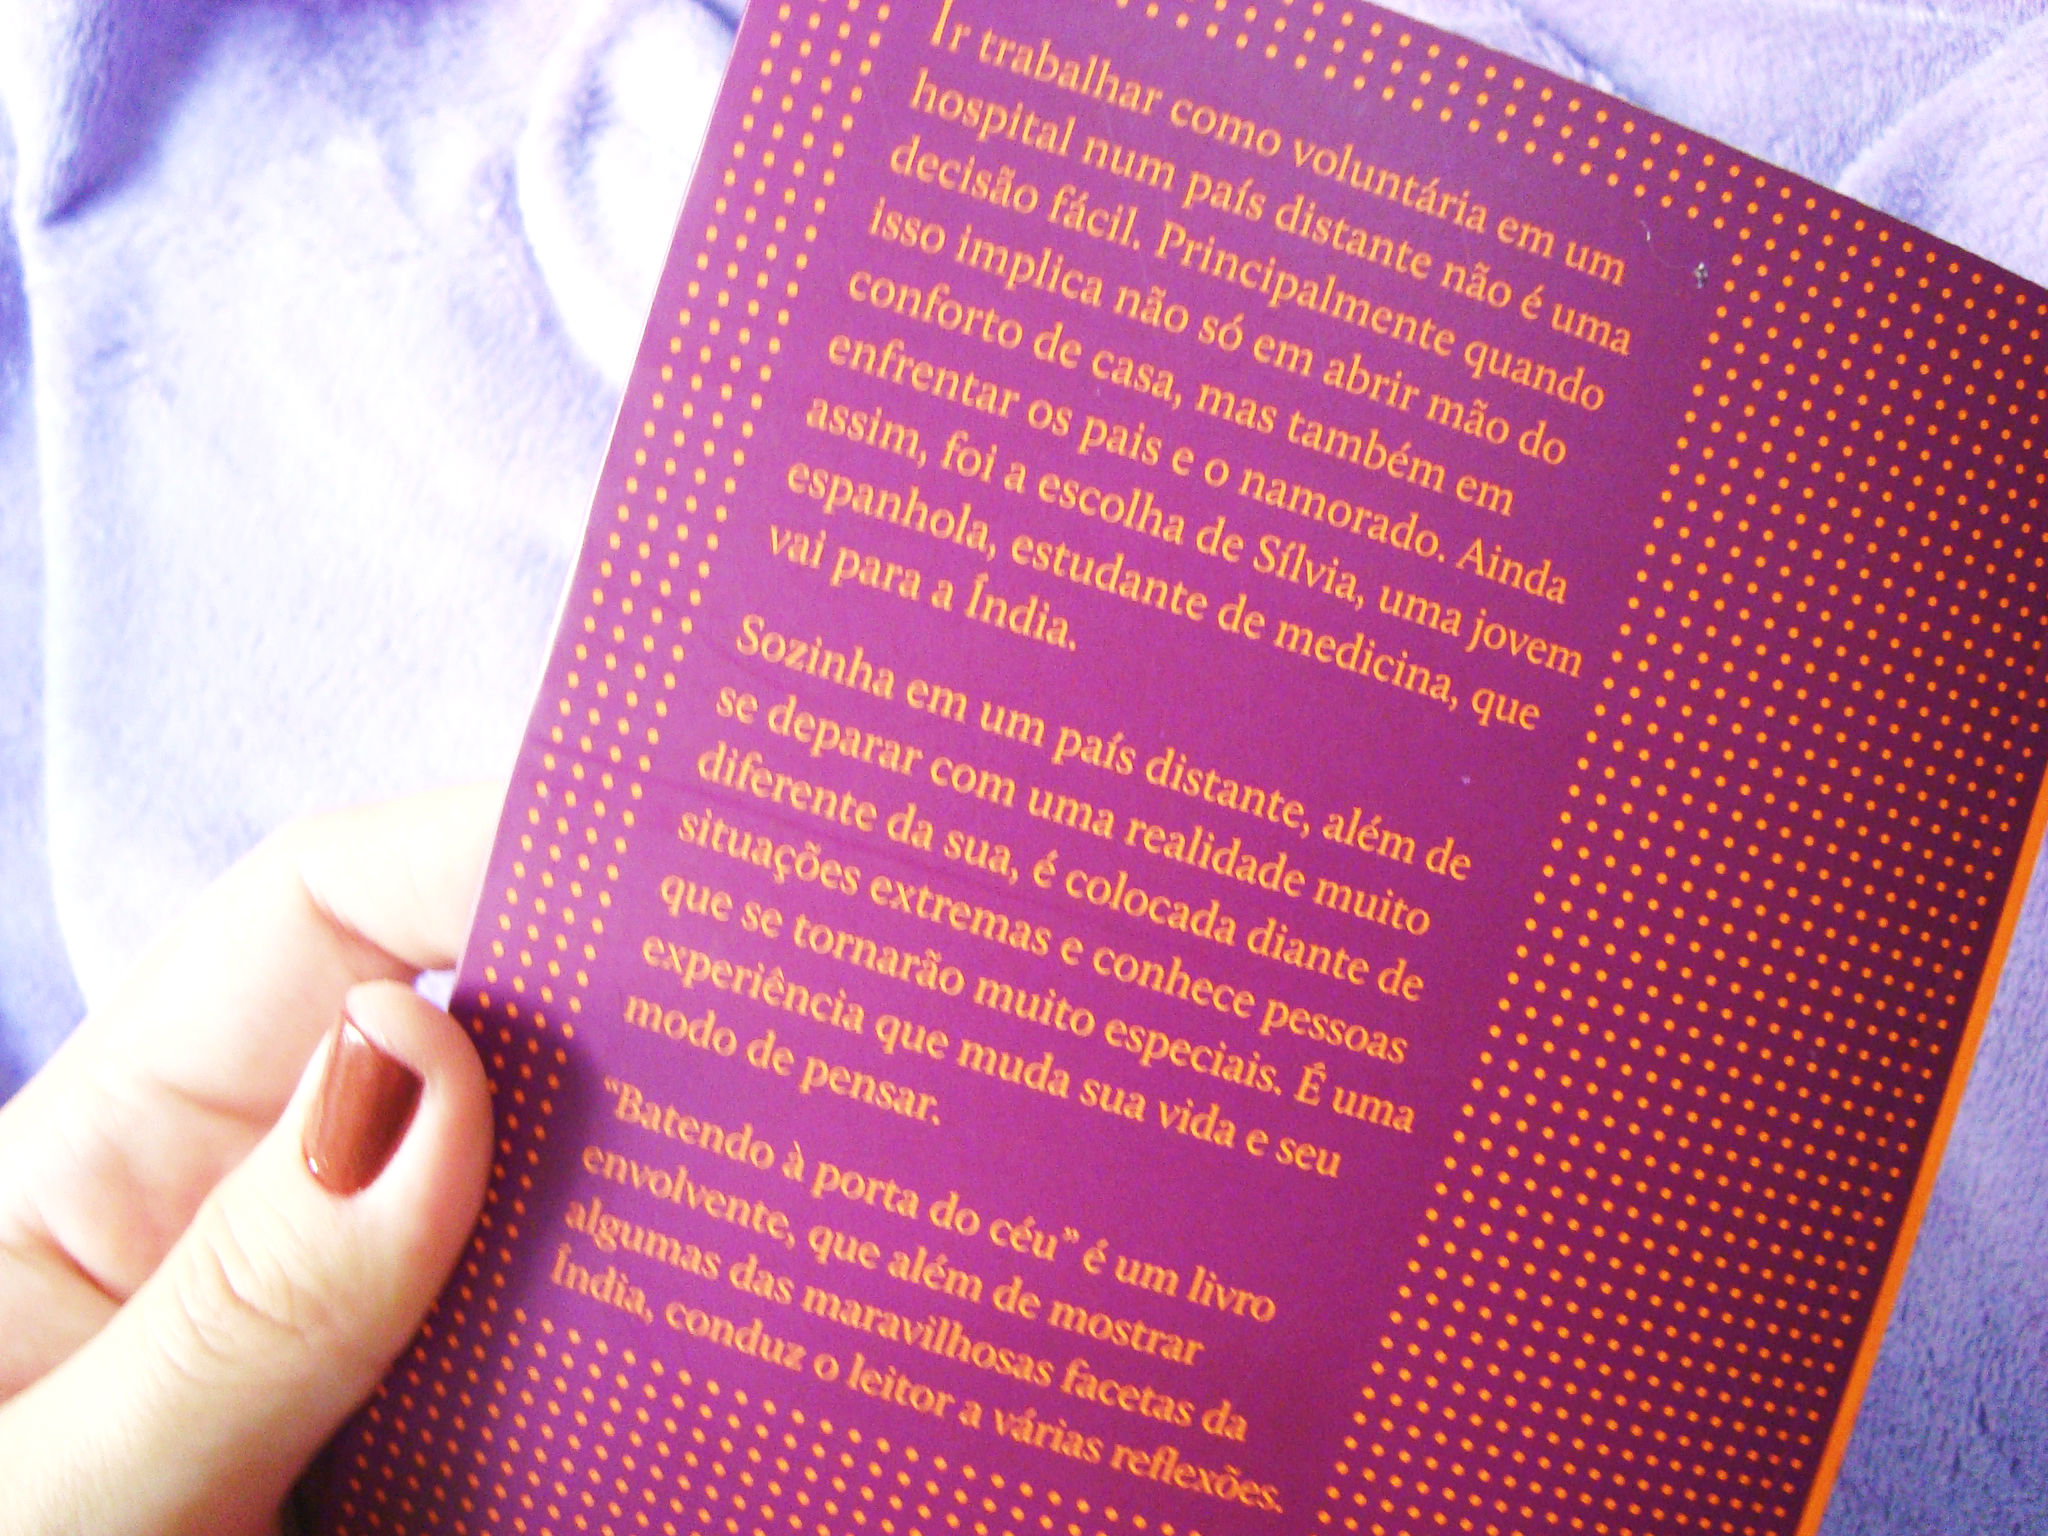 Ir trabalhar como voluntária em um
hospital num país distante não é uma
decisão fácil. Principalmente quando
isso implica não só em abrir mão do
conforto de casa, mas também em
enfrentar os pais e o namorado. Ainda
assim, foi a escolha de Sílvia, uma jovem
espanhola, estudante de medicina, que
vai para a Índia.
Sozinha em um país distante, além de
se deparar com uma realidade muito
diferente da sua, é colocada diante de
situações extremas e conhece pessoas
que se tornarão muito especiais. É uma
experiência que muda sua vida e seu
modo de pensar.
“Batendo à porta do céu” é um livro
envolvente, que além de mostrar
algumas das maravilhosas facetas da
Índia, conduz o leitor a várias reflexões.